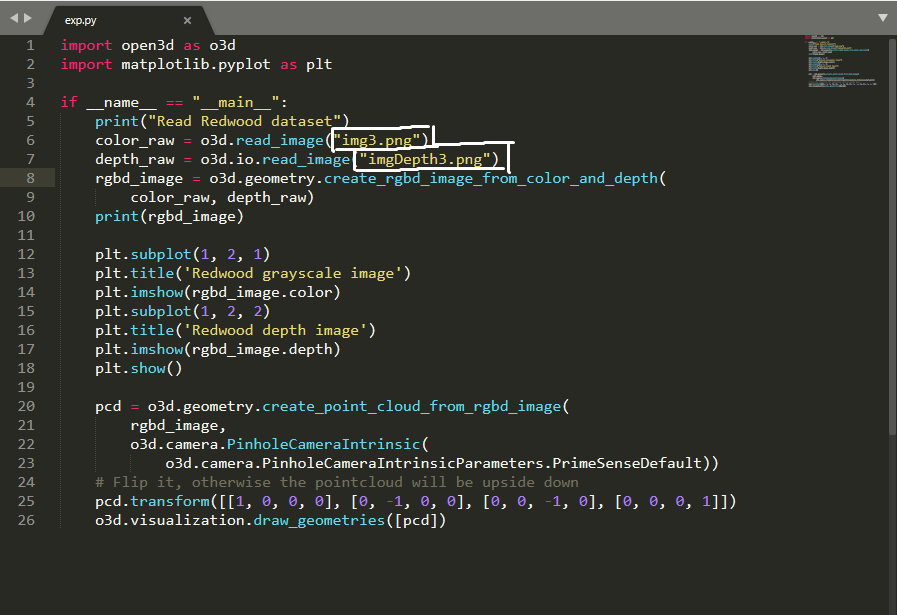 exp.py
1 import open3d as o3d
2 import matplotlib.pyplot as plt
3
4 if __name__ == "__main__":
5     print("Read Redwood dataset")
6     color_raw = o3d.read_image("img3.png")
7     depth_raw = o3d.io.read_image("imgDepth3.png")
8     rgbd_image = o3d.geometry.create_rgbd_image_from_color_and_depth(
9         color_raw, depth_raw)
10     print(rgbd_image)
11
12     plt.subplot(1, 2, 1)
13     plt.title('Redwood grayscale image')
14     plt.imshow(rgbd_image.color)
15     plt.subplot(1, 2, 2)
16     plt.title('Redwood depth image')
17     plt.imshow(rgbd_image.depth)
18     plt.show()
19
20     pcd = o3d.geometry.create_point_cloud_from_rgbd_image(
21         rgbd_image,
22         o3d.camera.PinholeCameraIntrinsic(
23             o3d.camera.PinholeCameraIntrinsicParameters.PrimeSenseDefault))
24     # Flip it, otherwise the pointcloud will be upside down
25     pcd.transform([[1, 0, 0, 0], [0, -1, 0, 0], [0, 0, -1, 0], [0, 0, 0, 1]])
26     o3d.visualization.draw_geometries([pcd])